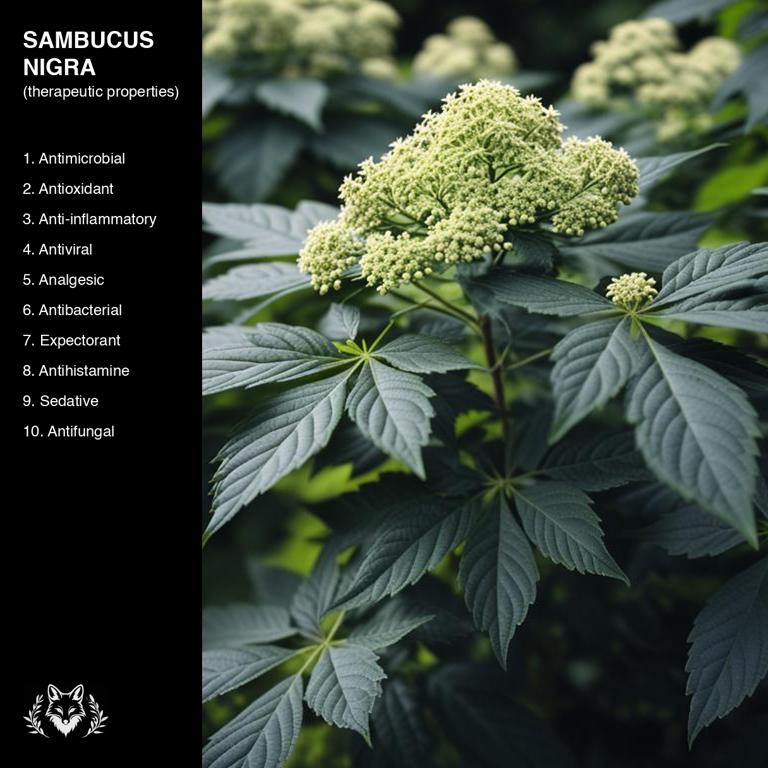 SAMBUCUS
NIGRA
(therapeutic properties)
1. Antimicrobial
2. Antioxidant
3. Anti-inflammatory
4. Antiviral
5. Analgesic
6. Antibacterial
7. Expectorant
8. Antihistamine
9. Sedative
10. Antifungal